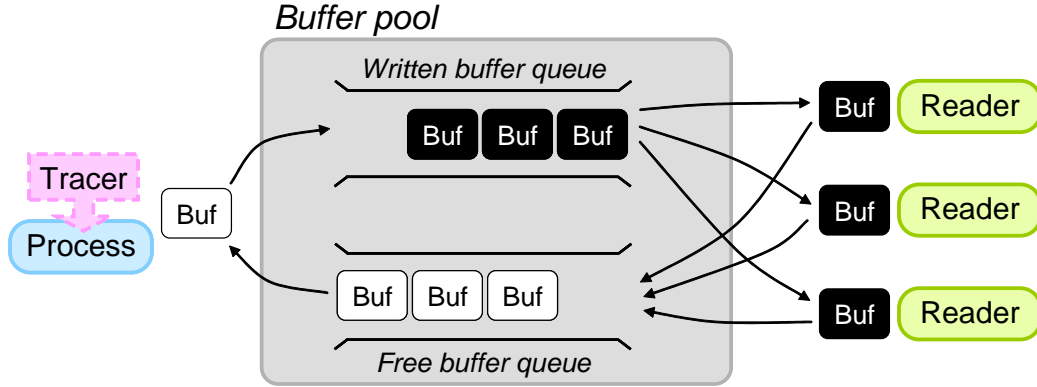 Buffer pool
Written buffer queue
Buf Buf Buf
Buf Reader
Tracer
Process
Buf
Buf Reader
Buf Buf Buf
Buf Reader
Free buffer queue